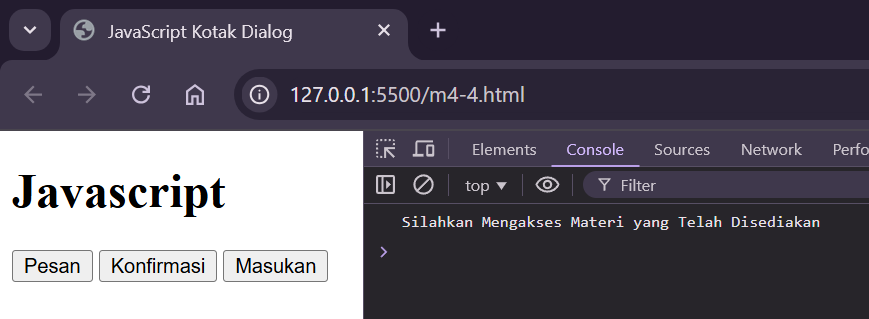 JavaScript Kotak Dialog
127.0.0.1:5500/m4-4.html
Elements Console Sources Network Perfo
top Filter
Javascript
Pesan Konfirmasi Masukan
Silahkan Mengakses Materi yang Telah Disediakan